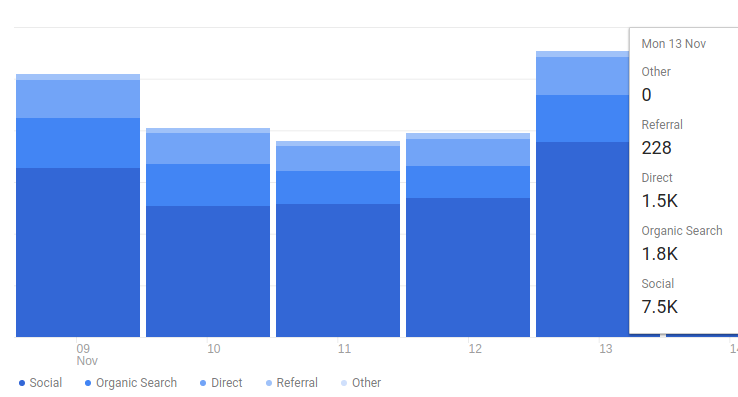 Mon 13 Nov
Other
0
Referral
228
Direct
1.5K
Organic Search
1.8K
Social
7.5K
09 10 11 12 13
Nov
Social Organic Search Direct Referral Other